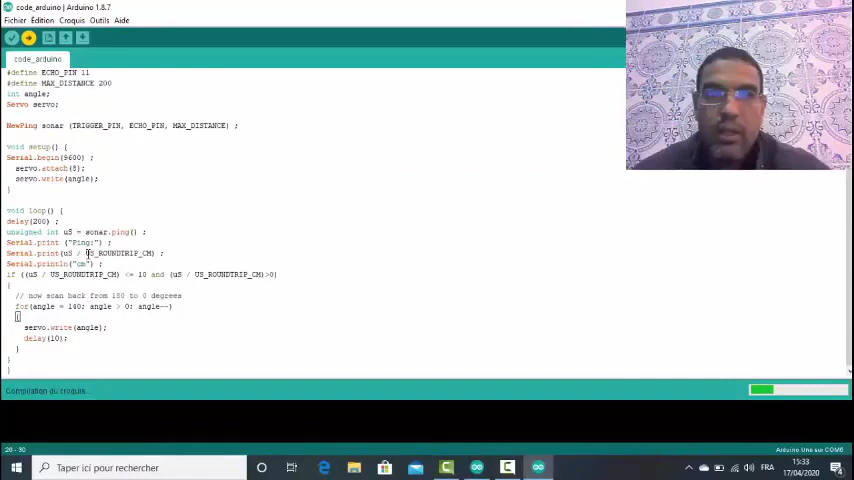 code_arduino | Arduino 1.8.7
Fichier Édition Croquis Outils Aide
code_arduino
#define ECHO_PIN 11
#define MAX_DISTANCE 200
int angle;
Servo servo;
NewPing sonar (TRIGGER_PIN, ECHO_PIN, MAX_DISTANCE) ;
void setup() {
Serial.begin(9600) ;
servo.attach(8);
servo.write(angle);
}
void loop() {
delay(200) ;
unsigned int uS = sonar.ping() ;
Serial.print ("Ping:") ;
Serial.print(uS / US_ROUNDTRIP_CM) ;
Serial.println("cm") ;
if ((uS / US_ROUNDTRIP_CM) <= 10 and (uS / US_ROUNDTRIP_CM)>0)
{
// now scan back from 180 to 0 degrees
for(angle = 140; angle > 0; angle--)
{
servo.write(angle);
delay(10);
}
}
}
Compilation du croquis...
20 - 30 Arduino Uno sur COM6
Taper ici pour rechercher
FRA
15:33
17/04/2020